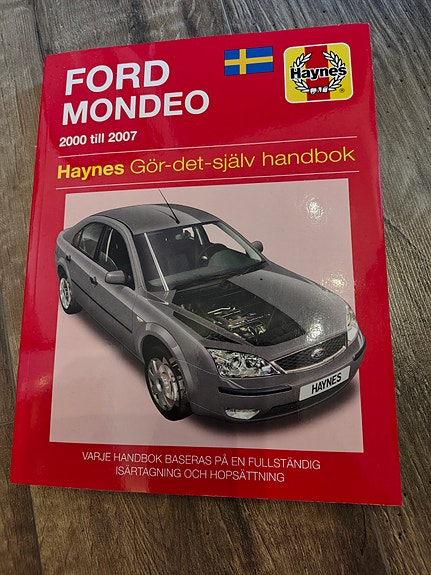 FORD
MONDEO
2000 till 2007
Haynes
®
Haynes Gör-det-själv handbok
HAYNES
VARJE HANDBOK BASERAS PÅ EN FULLSTÄNDIG
ISÄRTAGNING OCH HOPSÄTTNING